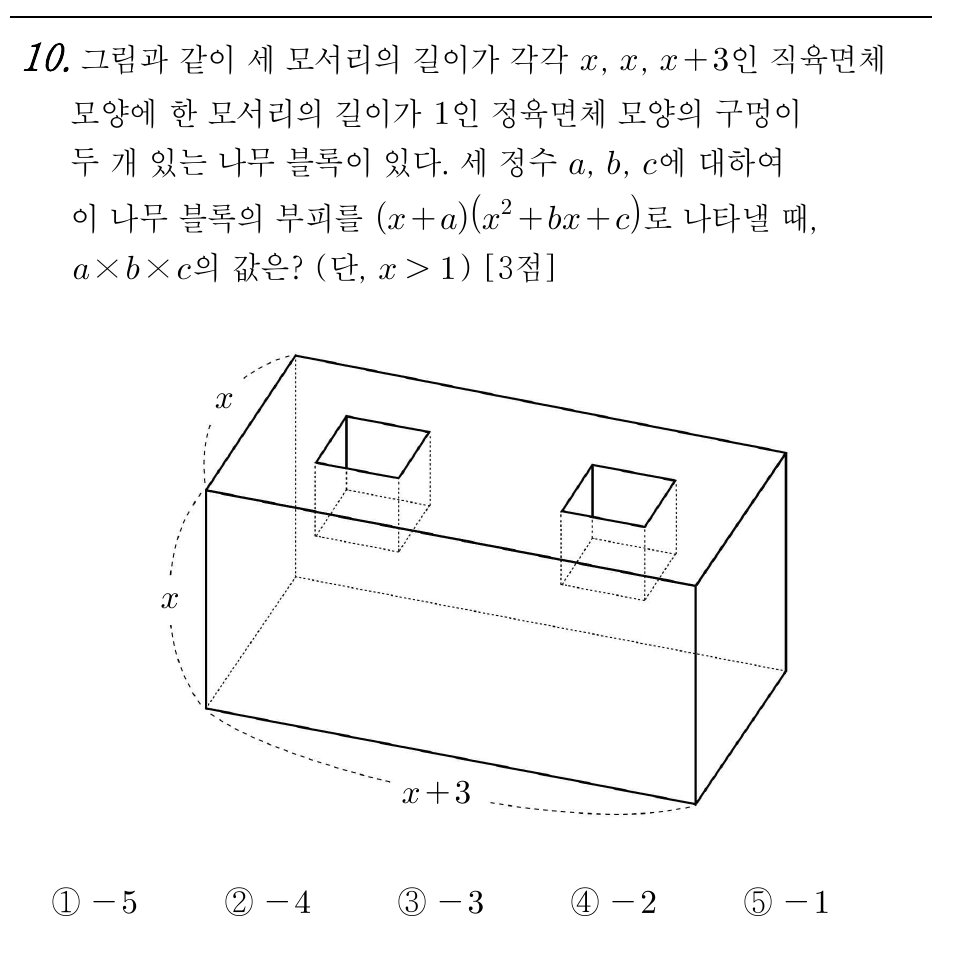 10. 그림과 같이 세 모서리의 길이가 각각 x, x, x+3인 직육면체
모양에 한 모서리의 길이가 1인 정육면체 모양의 구멍이
두 개 있는 나무 블록이 있다. 세 정수 a, b, c에 대하여
이 나무 블록의 부피를 (x+a)(x²+bx+c)로 나타낼 때,
a×b×c의 값은? (단, x > 1) [3점]
x
x
x+3
① -5 ② -4 ③ -3 ④ -2 ⑤ -1